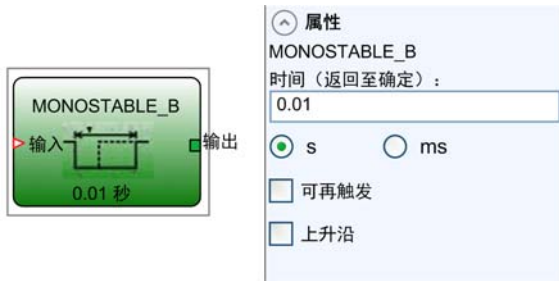 MONOSTABLE_B
输入
输出
0.01 秒
属性
MONOSTABLE_B
时间（返回至确定）：
0.01
s
ms
可再触发
上升沿